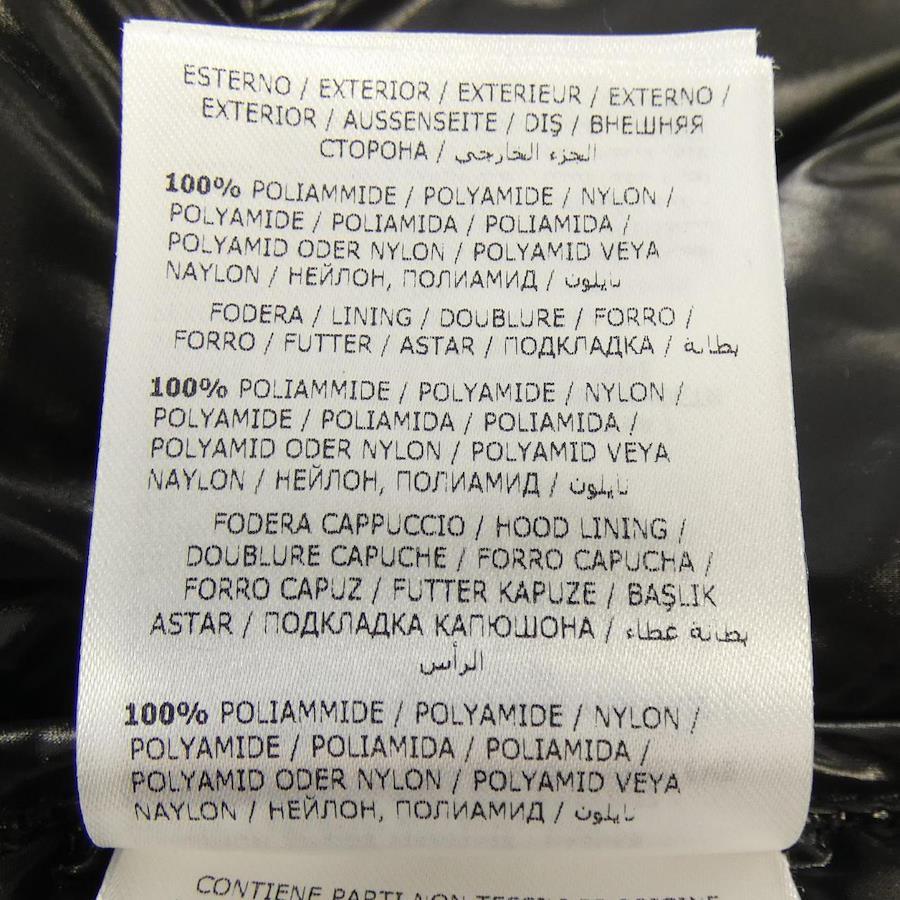 ESTERNO / EXTERIOR / EXTERIEUR / EXTERNO /
EXTERIOR / AUSSENSEITE / DIŞ / ВНЕШНЯЯ
СТОРОНА / الجزء الخارجي
100% POLIAMMIDE / POLYAMIDE / NYLON /
POLYAMIDE / POLIAMIDA / POLIAMIDA /
POLYAMID ODER NYLON / POLYAMID VEYA
NAYLON / НЕЙЛОН, ПОЛИАМИД / نايلون
FODERA / LINING / DOUBLURE / FORRO /
FORRO / FUTTER / ASTAR / ПОДКЛАДКА / بطانة
100% POLIAMMIDE / POLYAMIDE / NYLON /
POLYAMIDE / POLIAMIDA / POLIAMIDA /
POLYAMID ODER NYLON / POLYAMID VEYA
NAYLON / НЕЙЛОН, ПОЛИАМИД / نايلون
FODERA CAPPUCCIO / HOOD LINING /
DOUBLURE CAPUCHE / FORRO CAPUCHA /
FORRO CAPUZ / FUTTER KAPUZE / BAŞLIK
ASTAR / ПОДКЛАДКА КАПЮШОНА / بطانة غطاء
الرأس
100% POLIAMMIDE / POLYAMIDE / NYLON /
POLYAMIDE / POLIAMIDA / POLIAMIDA /
POLYAMID ODER NYLON / POLYAMID VEYA
NAYLON / НЕЙЛОН, ПОЛИАМИД / نايلون
CONTIENE PARTI NON